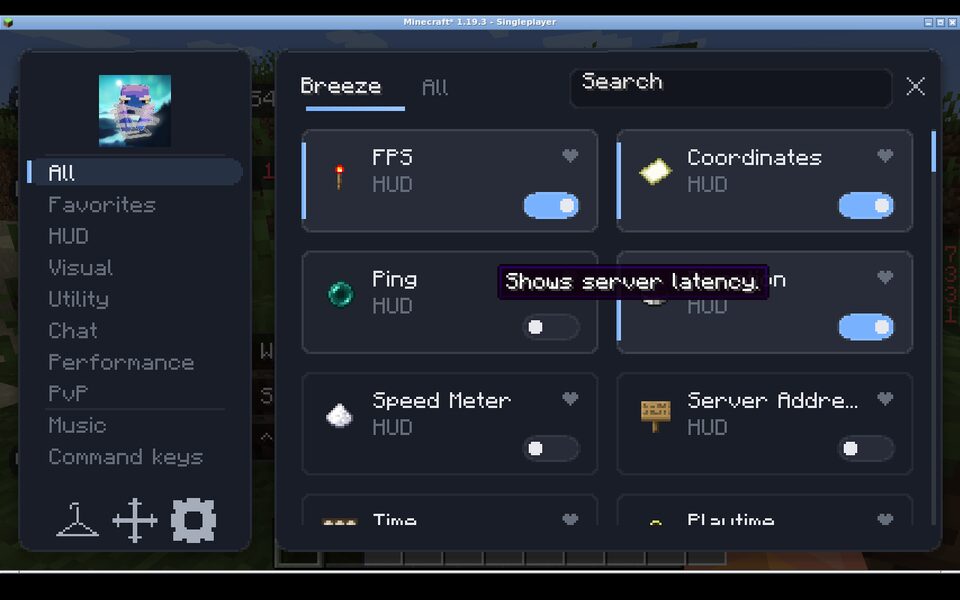 Minecraft* 1.19.3 - Singleplayer
Breeze
All
Search
All
Favorites
HUD
Visual
Utility
Chat
Performance
PvP
Music
Command keys
FPS
HUD
Coordinates
HUD
Ping
HUD
Shows server latency.
HUD
Speed Meter
HUD
Server Addre...
HUD
Time
Playtime